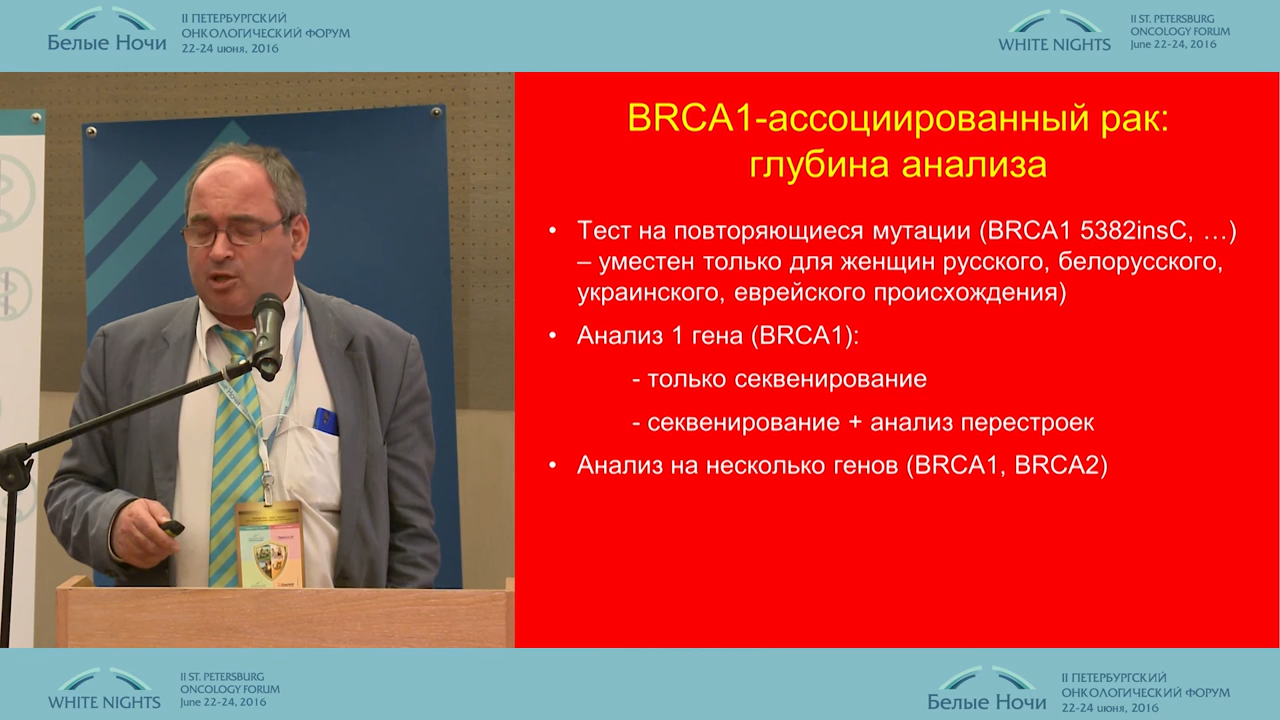 Белые Ночи
II ПЕТЕРБУРГСКИЙ
ОНКОЛОГИЧЕСКИЙ ФОРУМ
22-24 июня, 2016
WHITE NIGHTS
II ST. PETERSBURG
ONCOLOGY FORUM
June 22-24, 2016
BRCA1-ассоциированный рак:
глубина анализа
• Тест на повторяющиеся мутации (BRCA1 5382insC, …)
– уместен только для женщин русского, белорусского,
украинского, еврейского происхождения)
• Анализ 1 гена (BRCA1):
- только секвенирование
- секвенирование + анализ перестроек
• Анализ на несколько генов (BRCA1, BRCA2)
WHITE NIGHTS
II ST. PETERSBURG
ONCOLOGY FORUM
June 22-24, 2016
Белые Ночи
II ПЕТЕРБУРГСКИЙ
ОНКОЛОГИЧЕСКИЙ ФОРУМ
22-24 июня, 2016